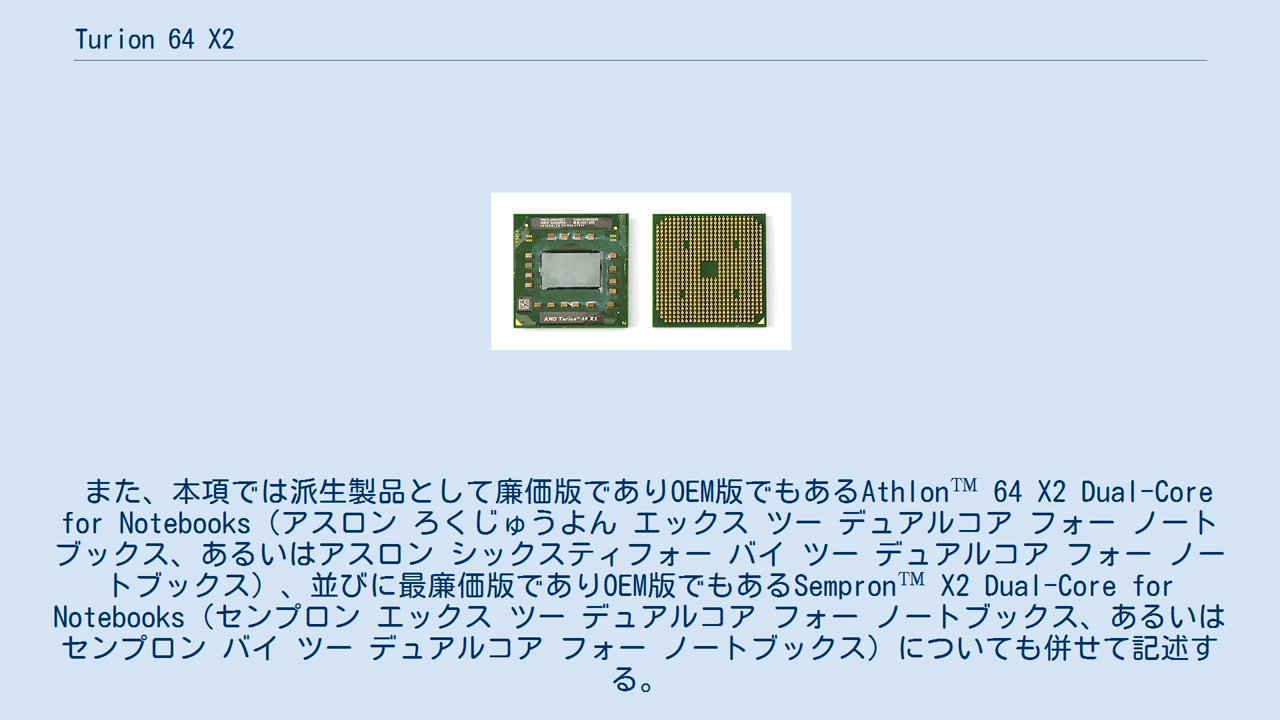 Turion 64 X2
AMD Turion™ 64 X2
また、本項では派生製品として廉価版でありOEM版でもあるAthlon™ 64 X2 Dual-Core
for Notebooks（アスロン ろくじゅうよん エックス ツー デュアルコア フォー ノート
ブックス、あるいはアスロン シックスティフォー バイ ツー デュアルコア フォー ノー
トブックス）、並びに最廉価版でありOEM版でもあるSempron™ X2 Dual-Core for
Notebooks（センプロン エックス ツー デュアルコア フォー ノートブックス、あるいは
センプロン バイ ツー デュアルコア フォー ノートブックス）についても併せて記述す
る。